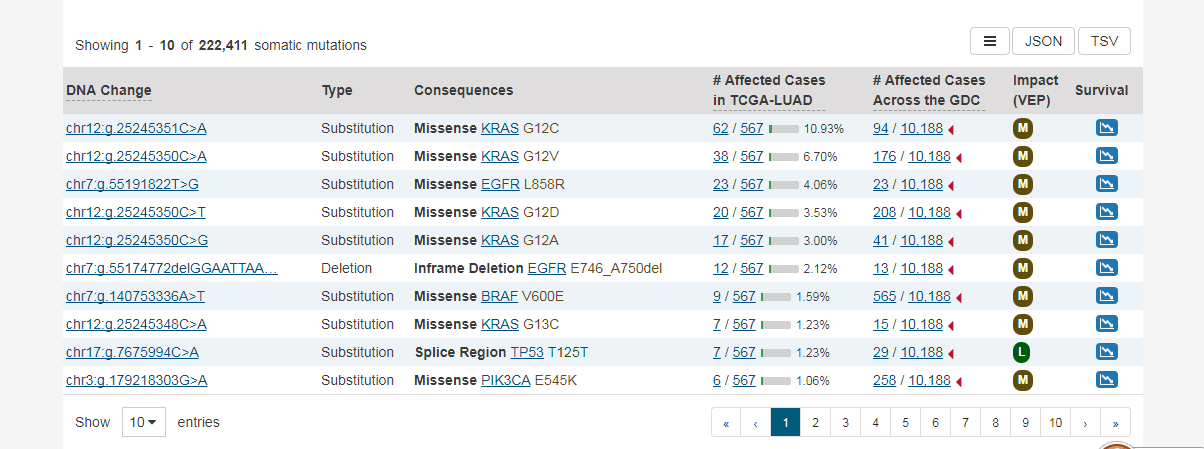 Showing 1 - 10 of 222,411 somatic mutations
JSON
TSV
DNA Change Type Consequences # Affected Cases in TCGA-LUAD # Affected Cases Across the GDC Impact (VEP) Survival
chr12:g.25245351C>A Substitution Missense KRAS G12C 62 / 567 10.93% 94 / 10,188 M
chr12:g.25245350C>A Substitution Missense KRAS G12V 38 / 567 6.70% 176 / 10,188 M
chr7:g.55191822T>G Substitution Missense EGFR L858R 23 / 567 4.06% 23 / 10,188 M
chr12:g.25245350C>T Substitution Missense KRAS G12D 20 / 567 3.53% 208 / 10,188 M
chr12:g.25245350C>G Substitution Missense KRAS G12A 17 / 567 3.00% 41 / 10,188 M
chr7:g.55174772delGGAATTAA... Deletion Inframe Deletion EGFR E746_A750del 12 / 567 2.12% 13 / 10,188 M
chr7:g.140753336A>T Substitution Missense BRAF V600E 9 / 567 1.59% 565 / 10,188 M
chr12:g.25245348C>A Substitution Missense KRAS G13C 7 / 567 1.23% 15 / 10,188 M
chr17:g.7675994C>A Substitution Splice Region TP53 T125T 7 / 567 1.23% 29 / 10,188 L
chr3:g.179218303G>A Substitution Missense PIK3CA E545K 6 / 567 1.06% 258 / 10,188 M
Show 10 entries « ‹ 1 2 3 4 5 6 7 8 9 10 › »